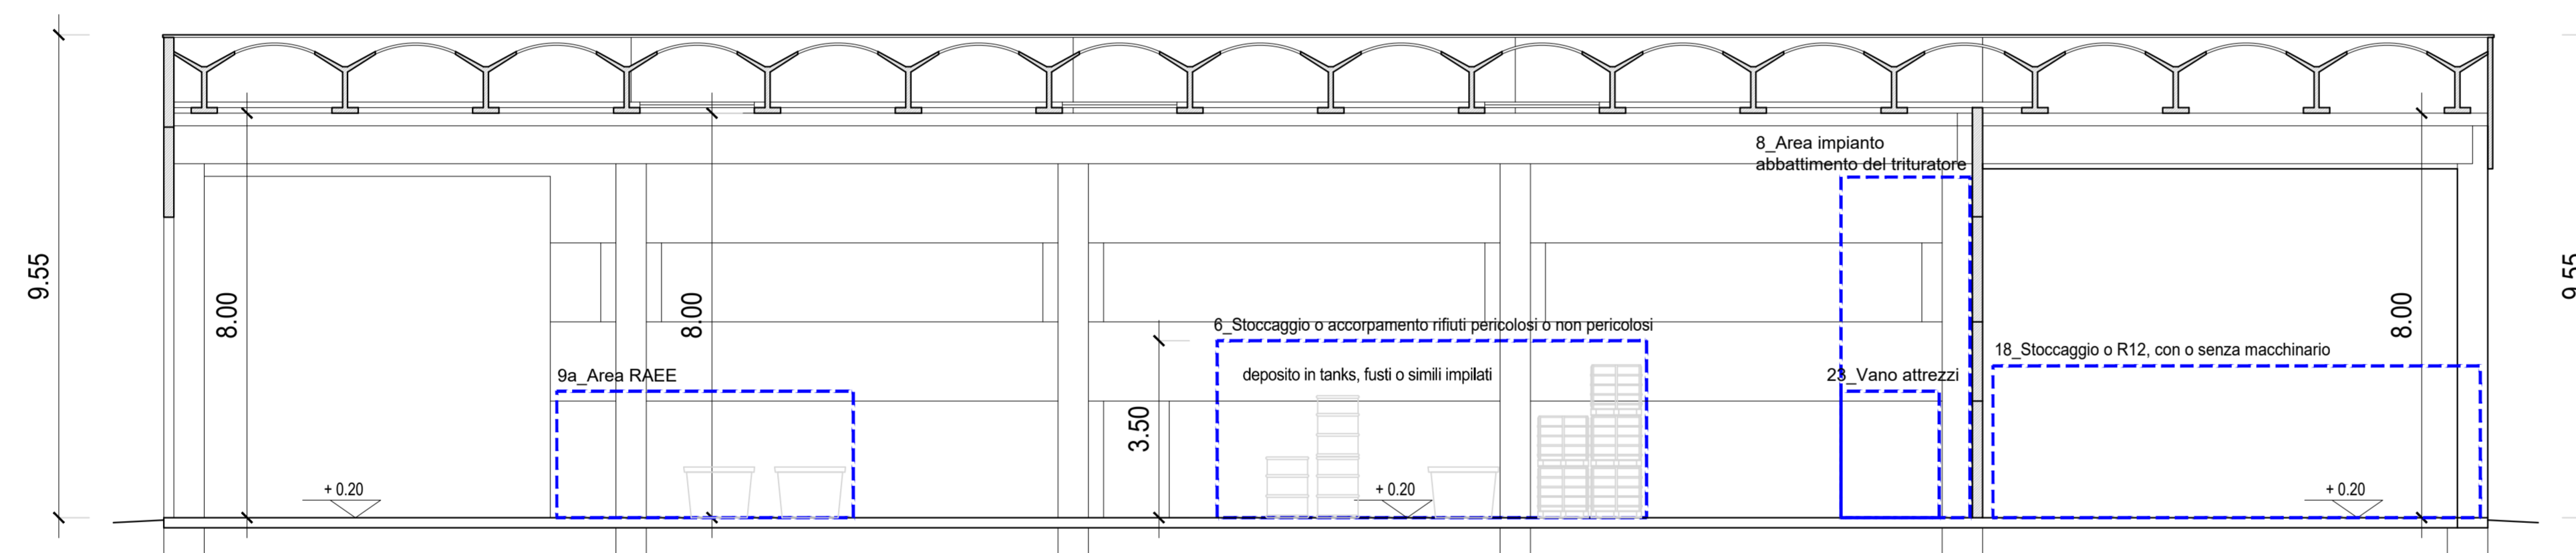 8_Area impianto
abbattimento del trituratore
9.55
8.00
8.00
8.00
9.55
6_Stoccaggio o accorpamento rifiuti pericolosi o non pericolosi
18_Stoccaggio o R12, con o senza macchinario
9a_Area RAEE
deposito in tanks, fusti o simili impilati
23_Vano attrezzi
3.50
+ 0.20
+ 0.20
+ 0.20